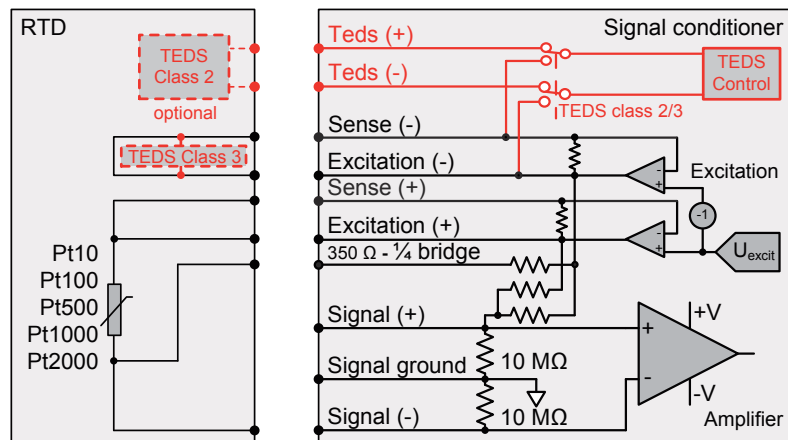 RTD
TEDS
Class 2
optional
TEDS Class 3
Pt10
Pt100
Pt500
Pt1000
Pt2000
Signal conditioner
Teds (+)
Teds (-)
TEDS
Control
TEDS class 2/3
Sense (-)
Excitation (-)
Sense (+)
Excitation (+)
350 Ω - ¼ bridge
Excitation
-
+
-1
-
+
Uexcit
Signal (+)
Signal ground
Signal (-)
10 MΩ
10 MΩ
+
-
+V
-V
Amplifier